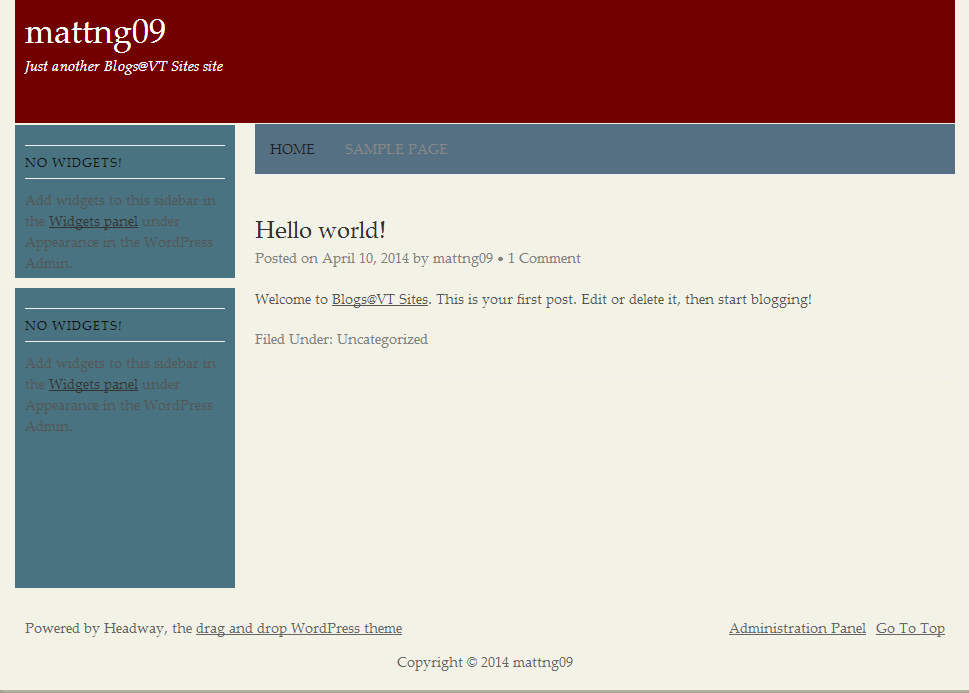 mattng09
Just another Blogs@VT Sites site
HOME SAMPLE PAGE
NO WIDGETS!
Add widgets to this sidebar in
the Widgets panel under
Appearance in the WordPress
Admin.
NO WIDGETS!
Add widgets to this sidebar in
the Widgets panel under
Appearance in the WordPress
Admin.
Hello world!
Posted on April 10, 2014 by mattng09 • 1 Comment
Welcome to Blogs@VT Sites. This is your first post. Edit or delete it, then start blogging!
Filed Under: Uncategorized
Powered by Headway, the drag and drop WordPress theme
Administration Panel Go To Top
Copyright © 2014 mattng09